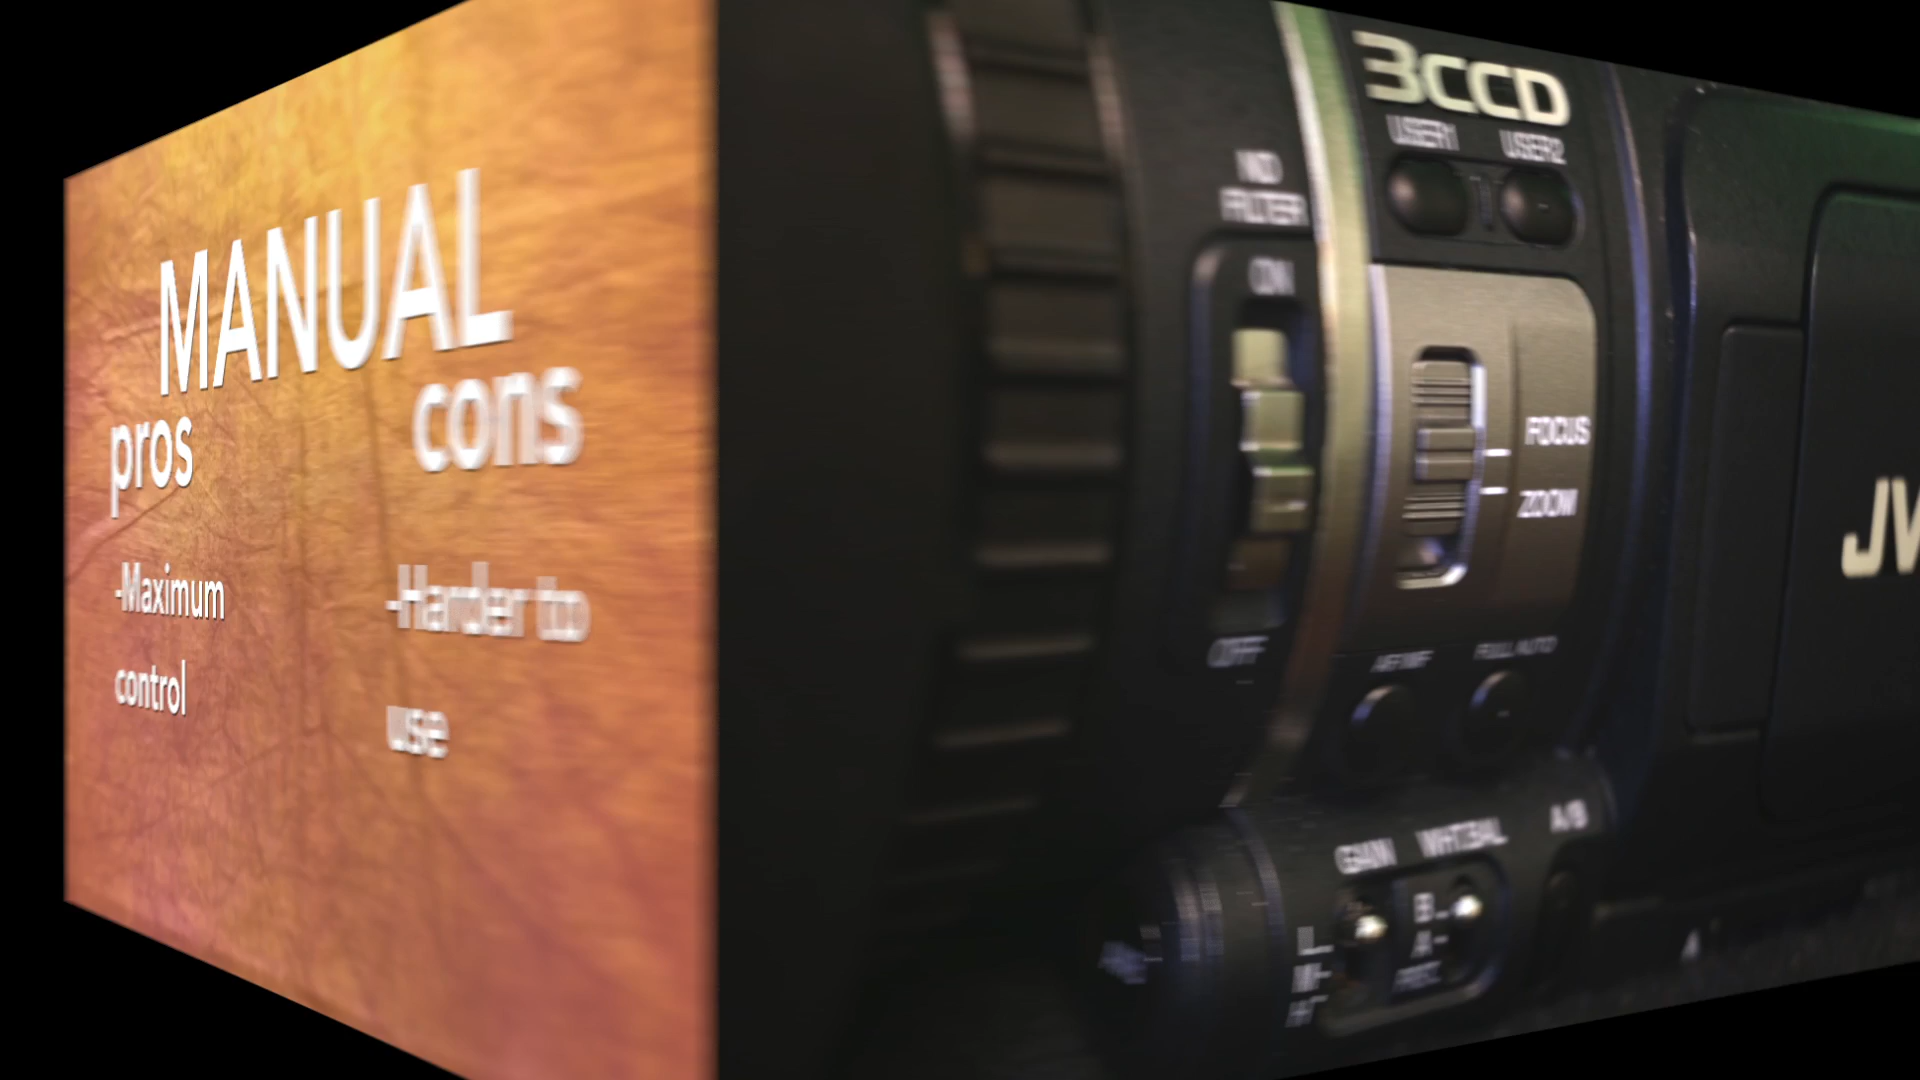 MANUAL
pros
cons
-Maximum
control
-Harder to
use
3CCD
USER1 USER2
ND
FILTER
ON
OFF
FOCUS
ZOOM
AF/MF FULL AUTO
GAIN WHT.BAL A/B
L
M
H
B
A